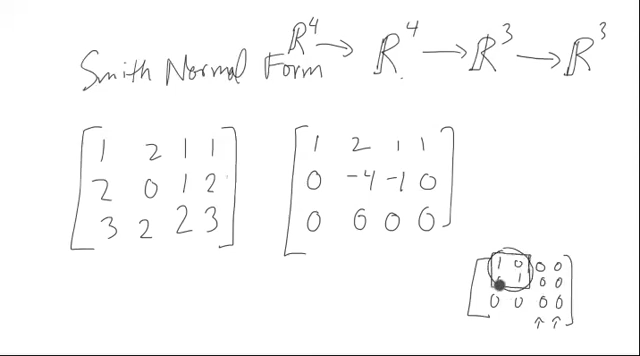 Smith Normal Form ℝ⁴ → ℝ⁴ → ℝ³ → ℝ³
1 2 1 1
2 0 1 2
3 2 2 3
1 2 1 1
0 -4 -1 0
0 0 0 0
1 0 0 0
1 0 0
0 0 0 0
↑ ↑